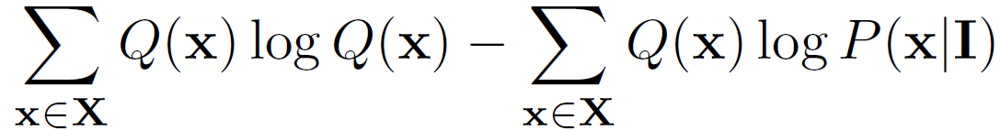 ∑_{𝐱∈𝐗} Q(𝐱) log Q(𝐱) − ∑_{𝐱∈𝐗} Q(𝐱) log P(𝐱|𝐈)